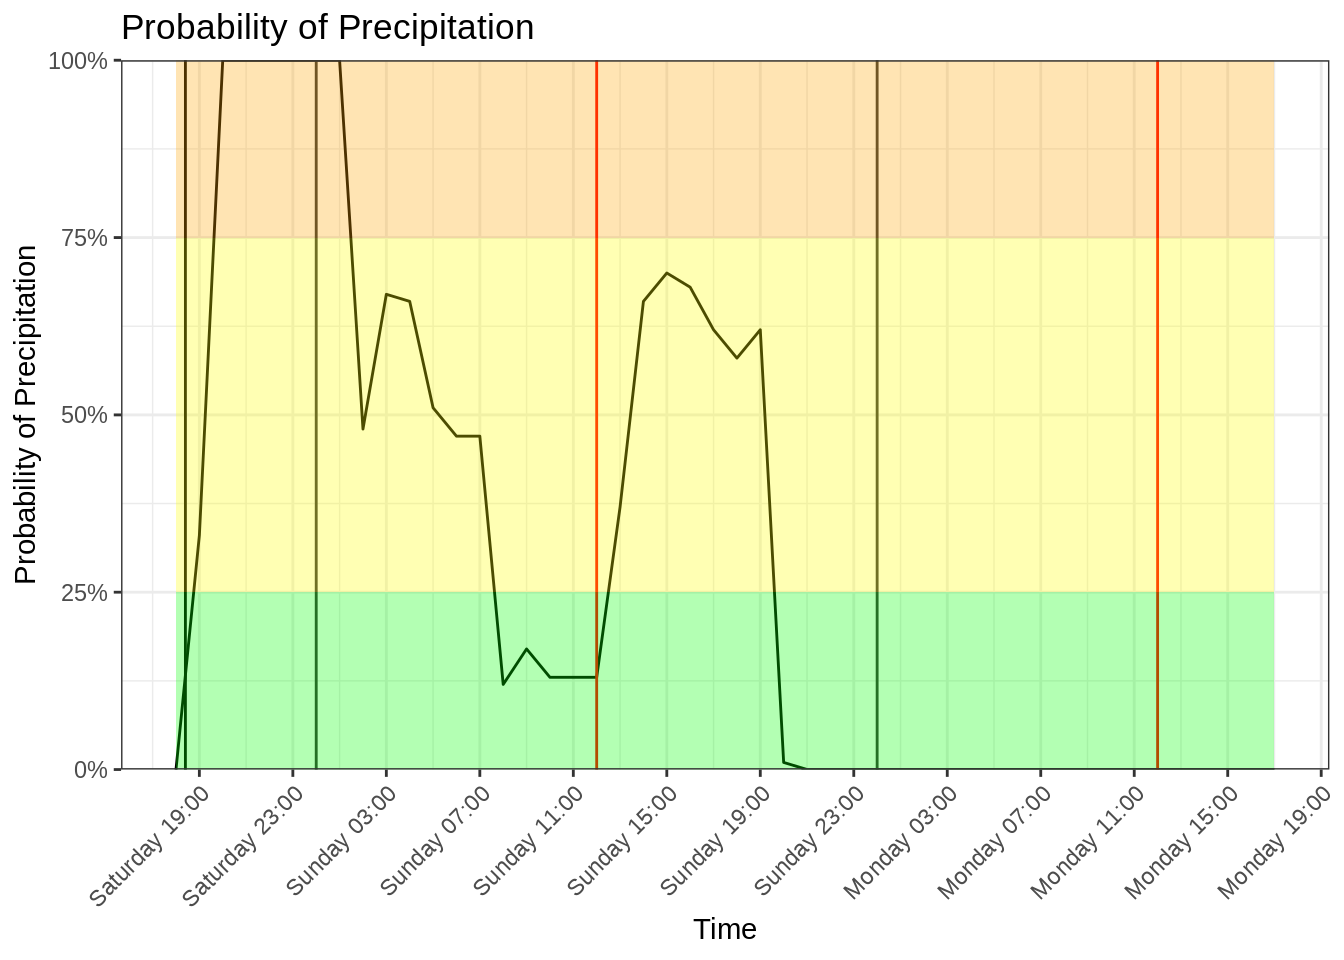 Probability of Precipitation
100%
75%
50%
25%
0%
Probability of Precipitation
Saturday 19:00
Saturday 23:00
Sunday 03:00
Sunday 07:00
Sunday 11:00
Sunday 15:00
Sunday 19:00
Sunday 23:00
Monday 03:00
Monday 07:00
Monday 11:00
Monday 15:00
Monday 19:00
Time